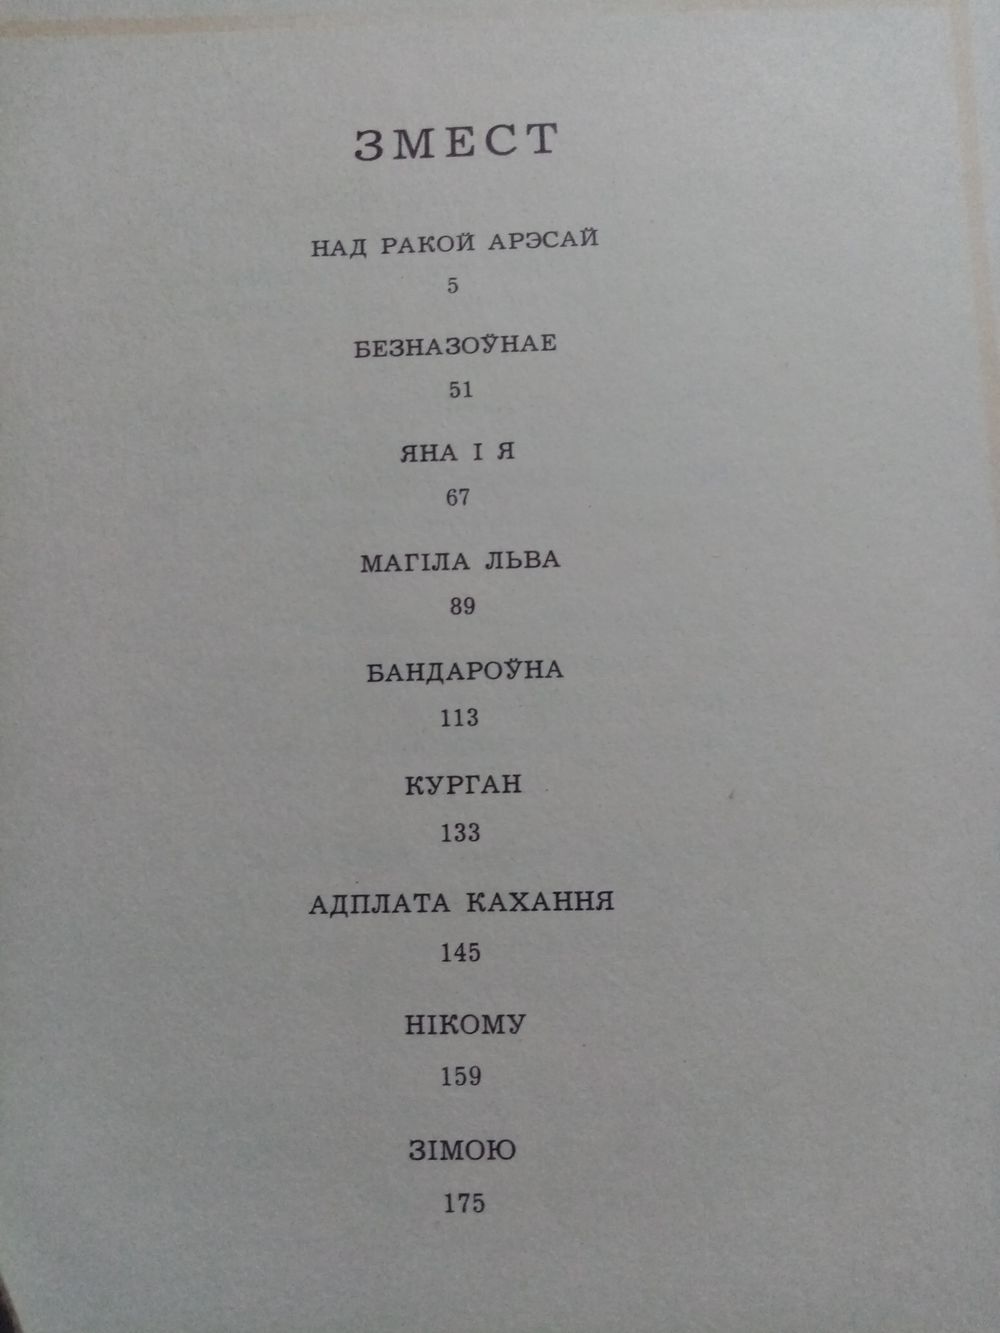 ЗМЕСТ
НАД РАКОЙ АРЭСАЙ
5
БЕЗНАЗОЎНАЕ
51
ЯНА І Я
67
МАГІЛА ЛЬВА
89
БАНДАРОЎНА
113
КУРГАН
133
АДПЛАТА КАХАННЯ
145
НІКОМУ
159
ЗІМОЮ
175